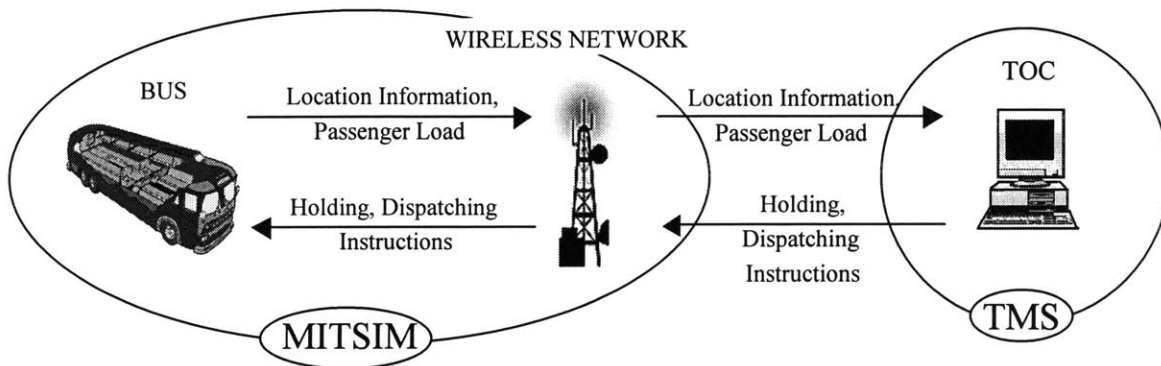 WIRELESS NETWORK
BUS
Location Information,
Passenger Load
Holding, Dispatching
Instructions
Location Information,
Passenger Load
Holding,
Dispatching
Instructions
TOC
MITSIM
TMS